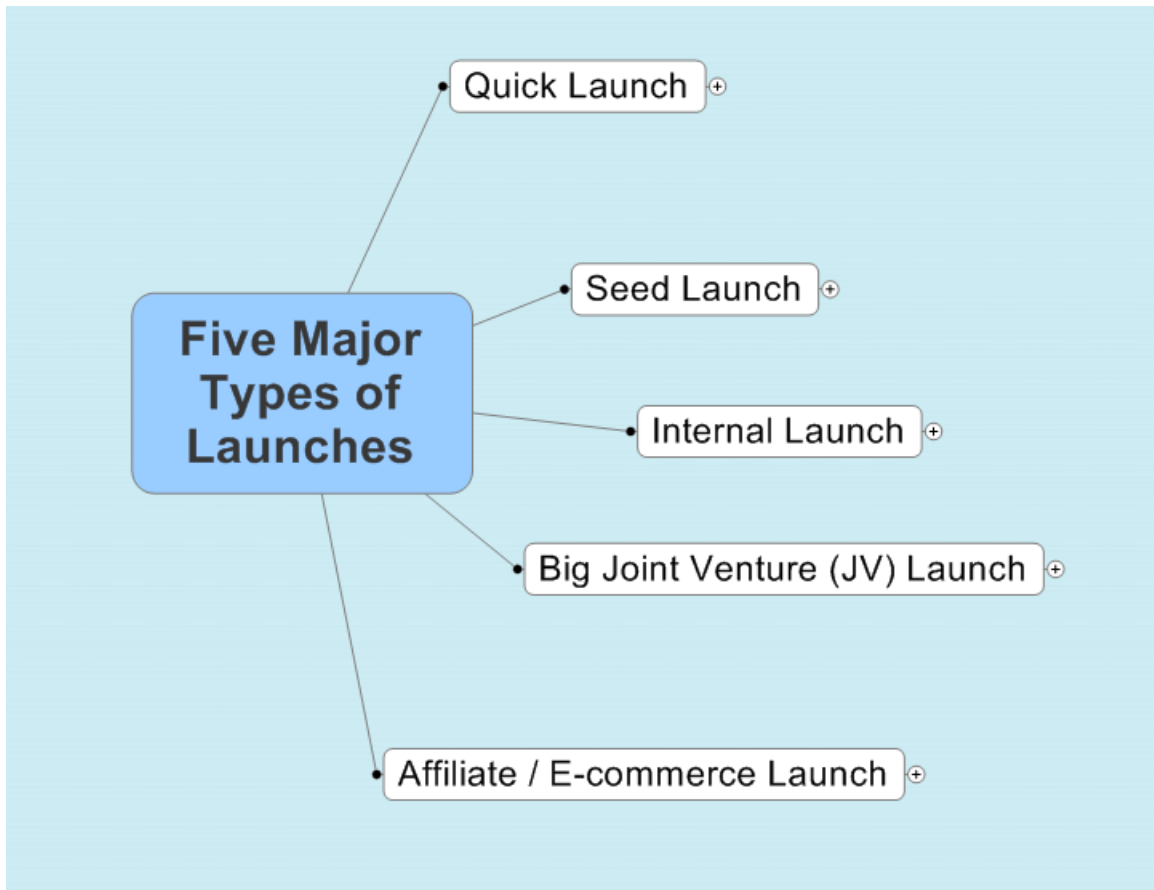 Quick Launch
Seed Launch
Five Major
Types of
Launches
Internal Launch
Big Joint Venture (JV) Launch
Affiliate / E-commerce Launch